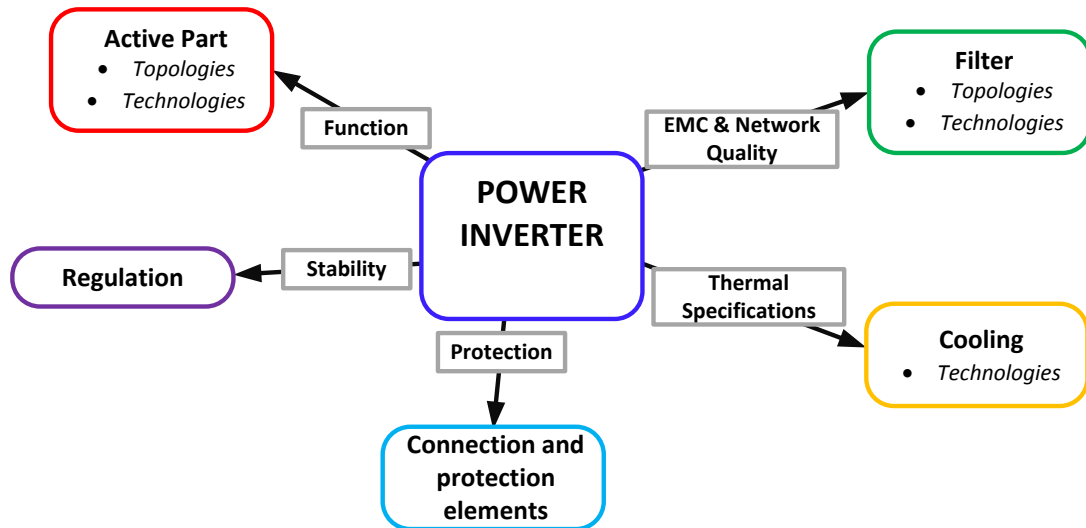 Active Part
• Topologies
• Technologies
Function
EMC & Network
Quality
Filter
• Topologies
• Technologies
POWER
INVERTER
Regulation
Stability
Thermal
Specifications
Protection
Cooling
• Technologies
Connection and
protection
elements